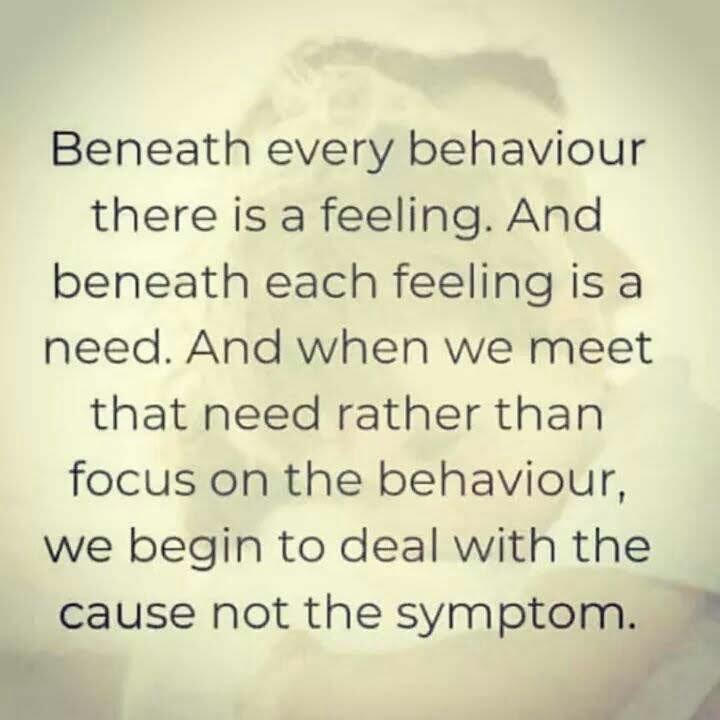 Beneath every behaviour
there is a feeling. And
beneath each feeling is a
need. And when we meet
that need rather than
focus on the behaviour,
we begin to deal with the
cause not the symptom.